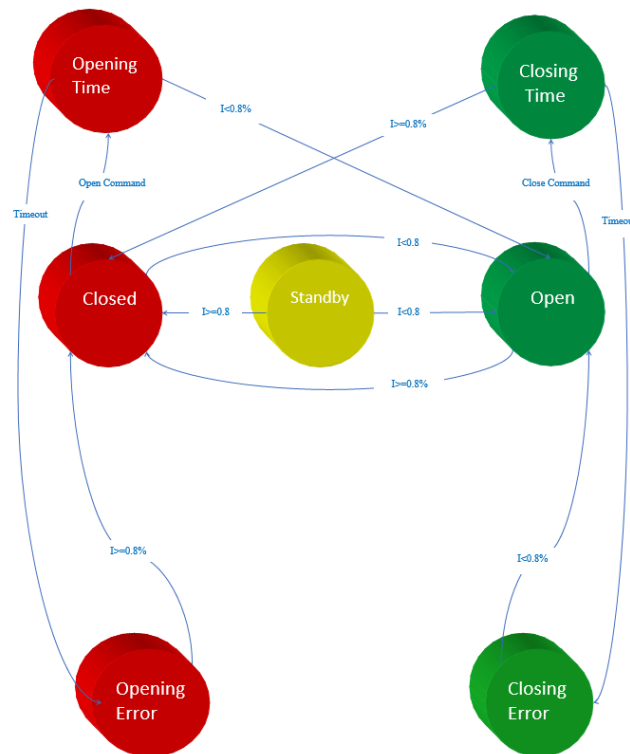 Opening
Time
Closing
Time
I<0.8%
I>=0.8%
Open Command
Close Command
Timeout
Timeout
I<0.8
Closed
Standby
Open
I>=0.8
I<0.8
I>=0.8%
I>=0.8%
I<0.8%
Opening
Error
Closing
Error